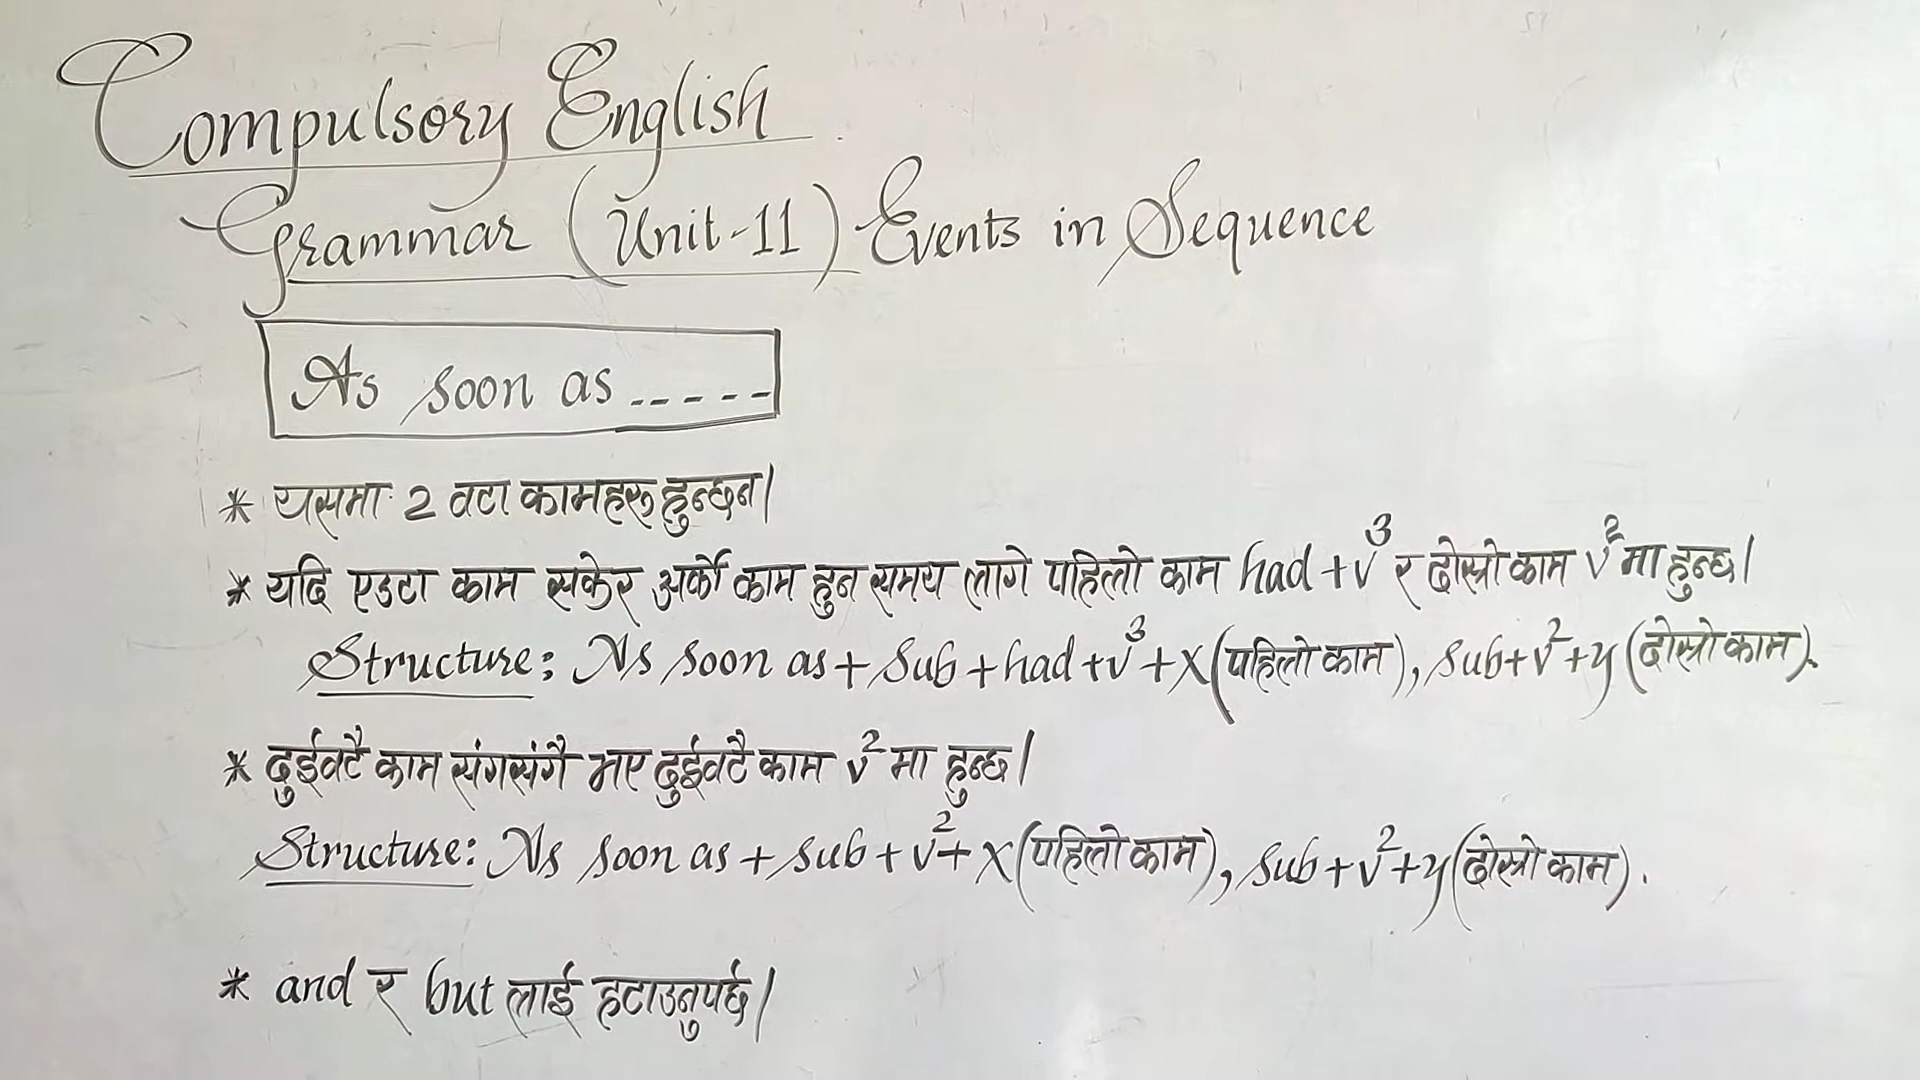 Compulsory English
Grammar (Unit-11) Events in Sequence
As soon as -----
* यसमा 2 वटा कामहरु हुन्छन।
* यदि एउटा काम सकेर अर्को काम हुन समय लागे पहिलो काम had + v³ र दोस्रो काम v² मा हुन्छ।
Structure: As soon as + sub + had + v³ + x (पहिलो काम), sub + v² + y (दोस्रो काम).
* दुईवटै काम संगसंगै भए दुईवटै काम v² मा हुन्छ।
Structure: As soon as + sub + v² + x (पहिलो काम), sub + v² + y (दोस्रो काम).
* and र but लाई हटाउनुपर्छ।